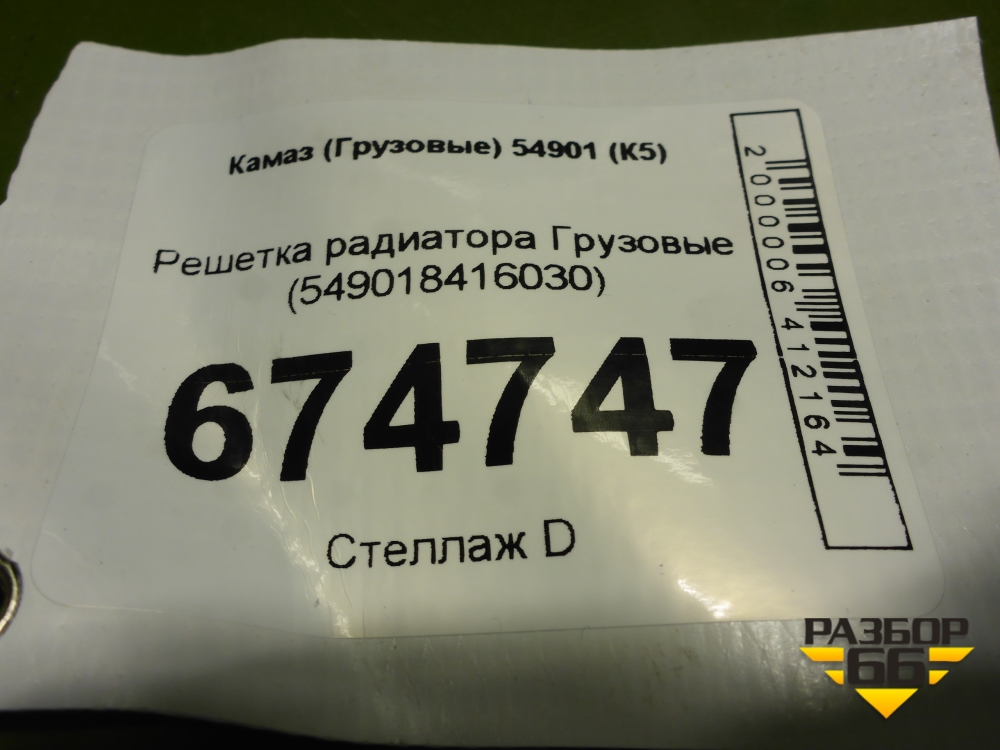 Камаз (Грузовые) 54901 (К5)
Решетка радиатора Грузовые
(549018416030)
674747
Стеллаж D
2000006412164
РАЗБОР
66